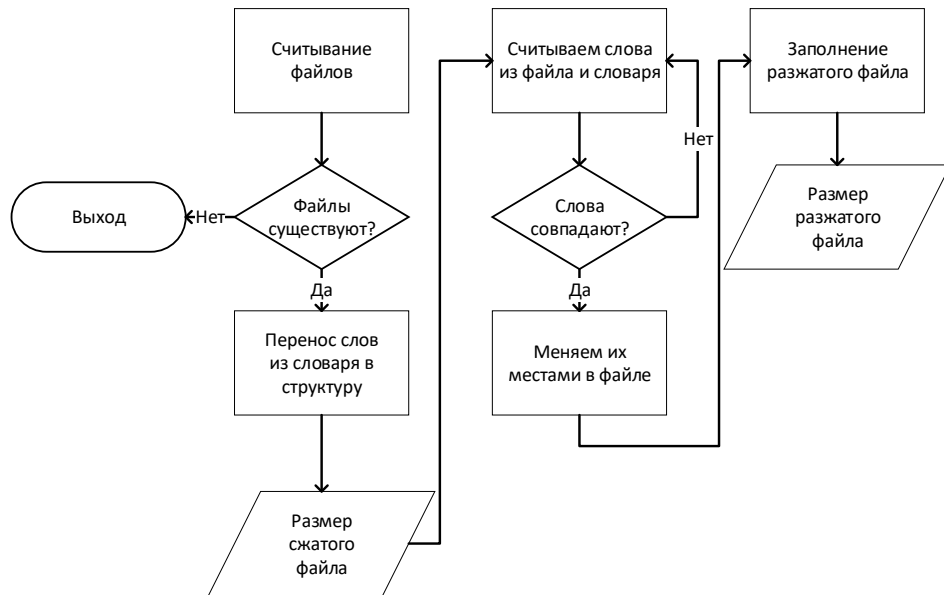 Считывание
файлов
Файлы
существуют?
Нет
Выход
Да
Перенос слов
из словаря в
структуру
Размер
сжатого
файла
Считываем слова
из файла и словаря
Слова
совпадают?
Нет
Да
Меняем их
местами в файле
Заполнение
разжатого файла
Размер
разжатого
файла